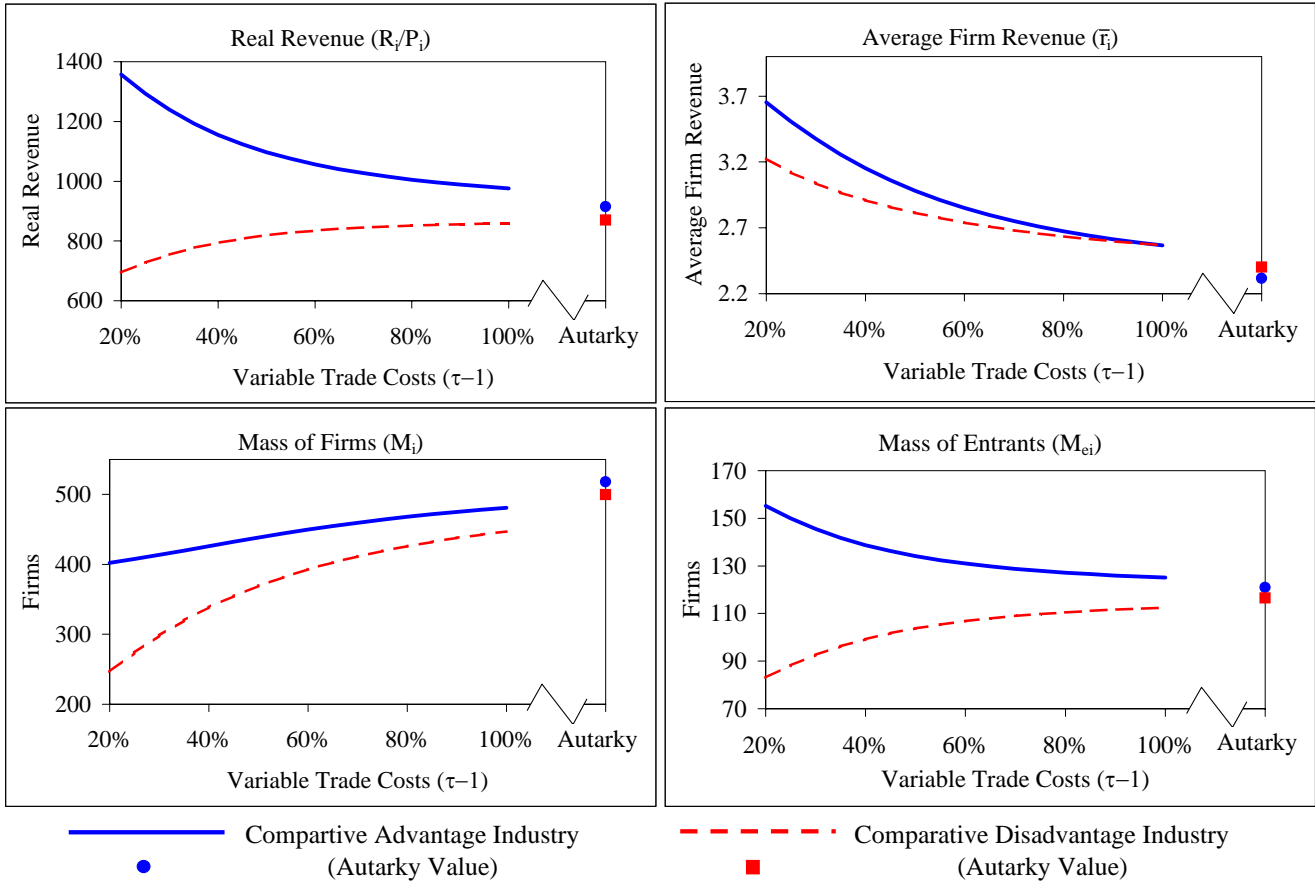 Real Revenue (Ri/Pi)
1400
1200
1000
800
600
Real Revenue
20% 40% 60% 80% 100% Autarky
Variable Trade Costs (τ−1)
Average Firm Revenue (r̅i)
3.7
3.2
2.7
2.2
Average Firm Revenue
20% 40% 60% 80% 100% Autarky
Variable Trade Costs (τ−1)
Mass of Firms (Mi)
500
400
300
200
Firms
20% 40% 60% 80% 100% Autarky
Variable Trade Costs (τ−1)
Mass of Entrants (Mei)
170
150
130
110
90
70
Firms
20% 40% 60% 80% 100% Autarky
Variable Trade Costs (τ−1)
Compartive Advantage Industry
(Autarky Value)
Comparative Disadvantage Industry
(Autarky Value)